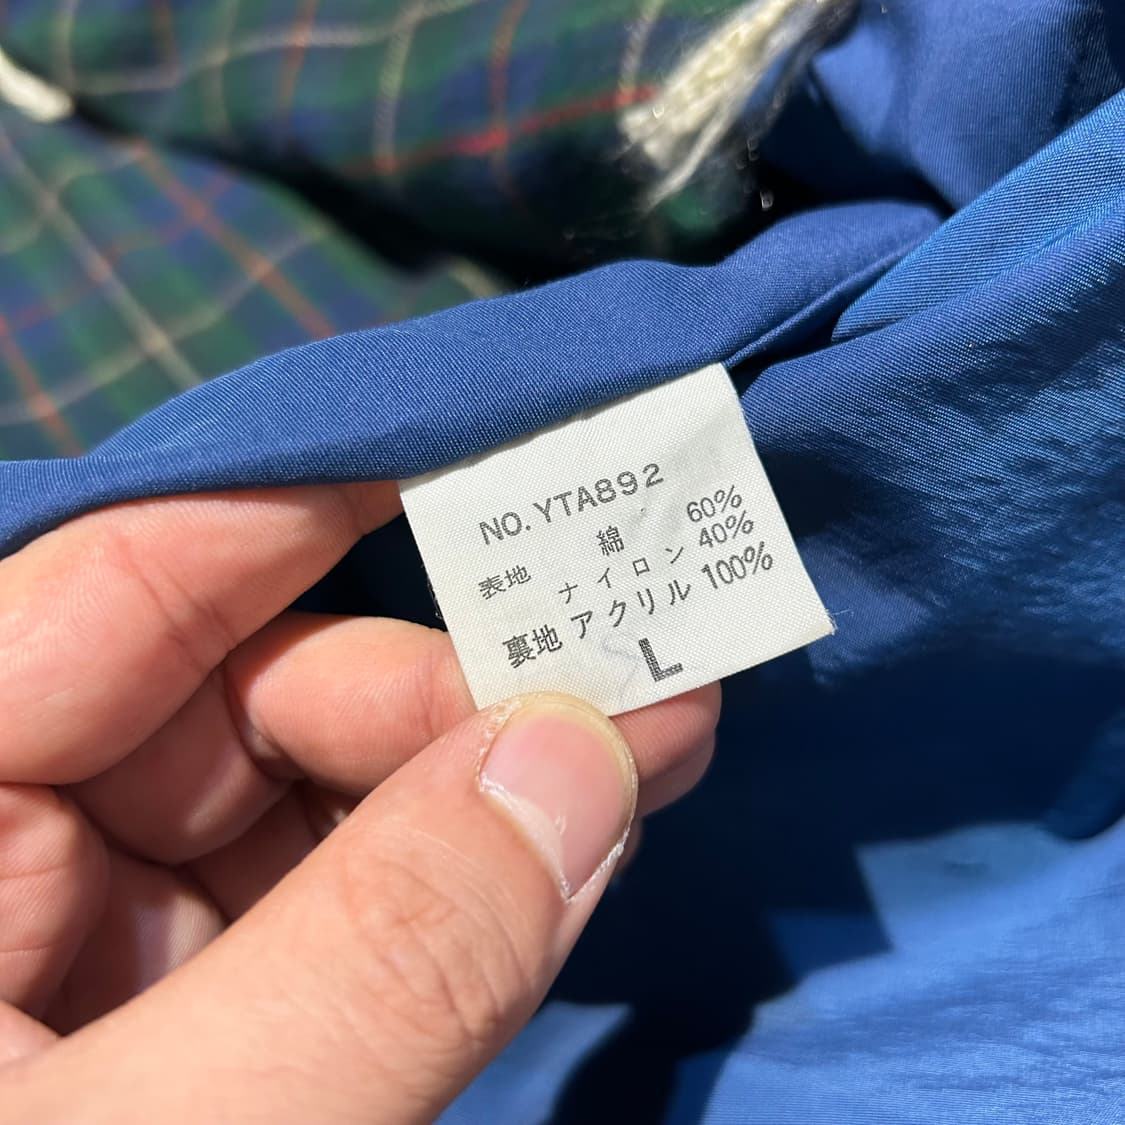 NO. YTA892
綿 60%
表地
ナイロン 40%
裏地 アクリル 100%
L